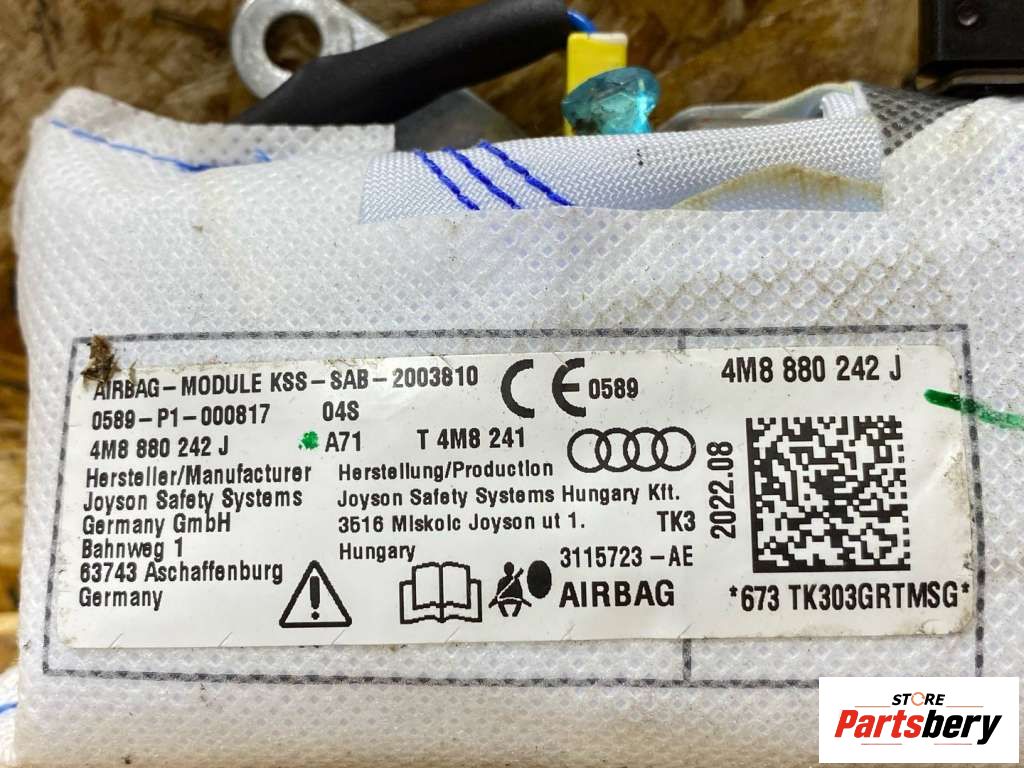 AIRBAG-MODULE KSS-SAB-2003810
0589-P1-000817 04S
CE 0589
4M8 880 242 J
4M8 880 242 J A71 T 4M8 241
Hersteller/Manufacturer
Joyson Safety Systems
Germany GmbH
Bahnweg 1
63743 Aschaffenburg
Germany
Herstellung/Production
Joyson Safety Systems Hungary Kft.
3516 Miskolc Joyson ut 1. TK3
Hungary
3115723-AE
AIRBAG
2022.08
*673 TK303GRTMSG*
STORE
Partsbery